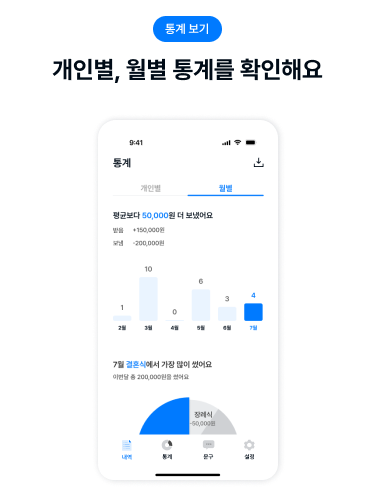 통계 보기
개인별, 월별 통계를 확인해요
9:41
통계
개인별 월별
평균보다 50,000원 더 보냈어요
받음 +150,000원
보냄 -200,000원
1 10 0 6 3 4
2월 3월 4월 5월 6월 7월
7월 결혼식에서 가장 많이 썼어요
이번달 총 200,000원을 썼어요
장례식
-50,000원
내역 통계 문구 설정